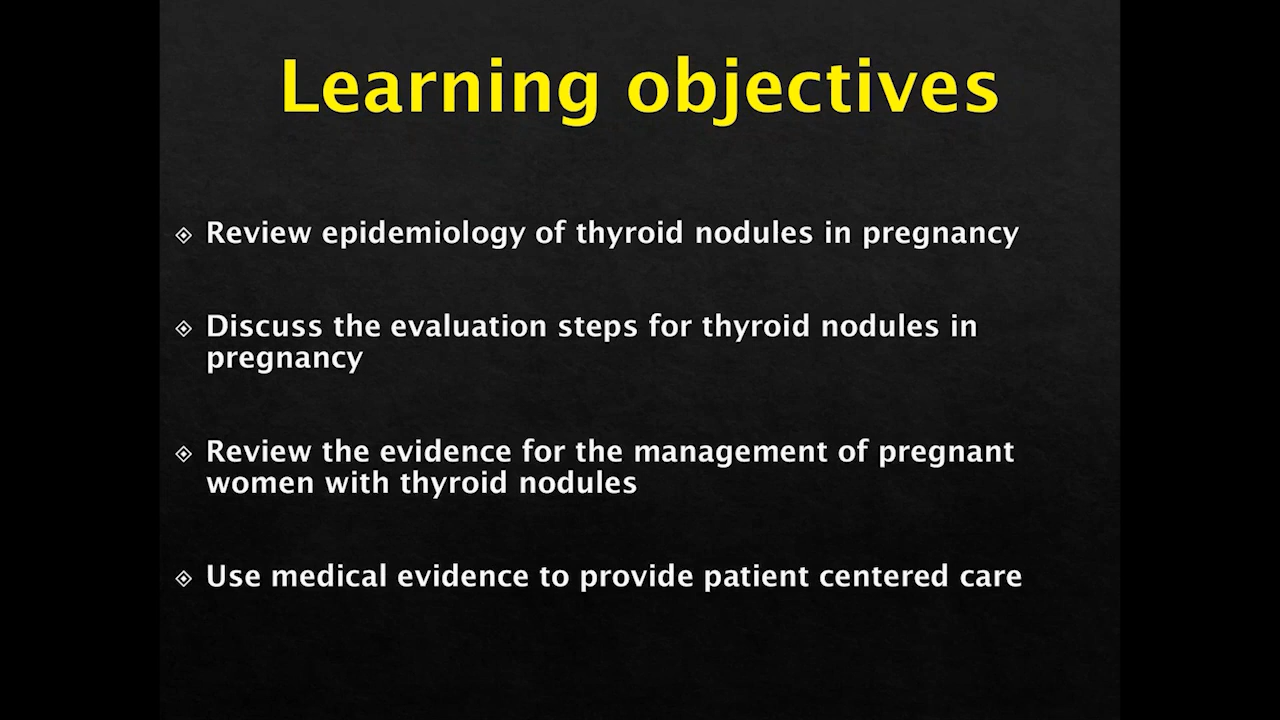 Learning objectives
Review epidemiology of thyroid nodules in pregnancy
Discuss the evaluation steps for thyroid nodules in
pregnancy
Review the evidence for the management of pregnant
women with thyroid nodules
Use medical evidence to provide patient centered care